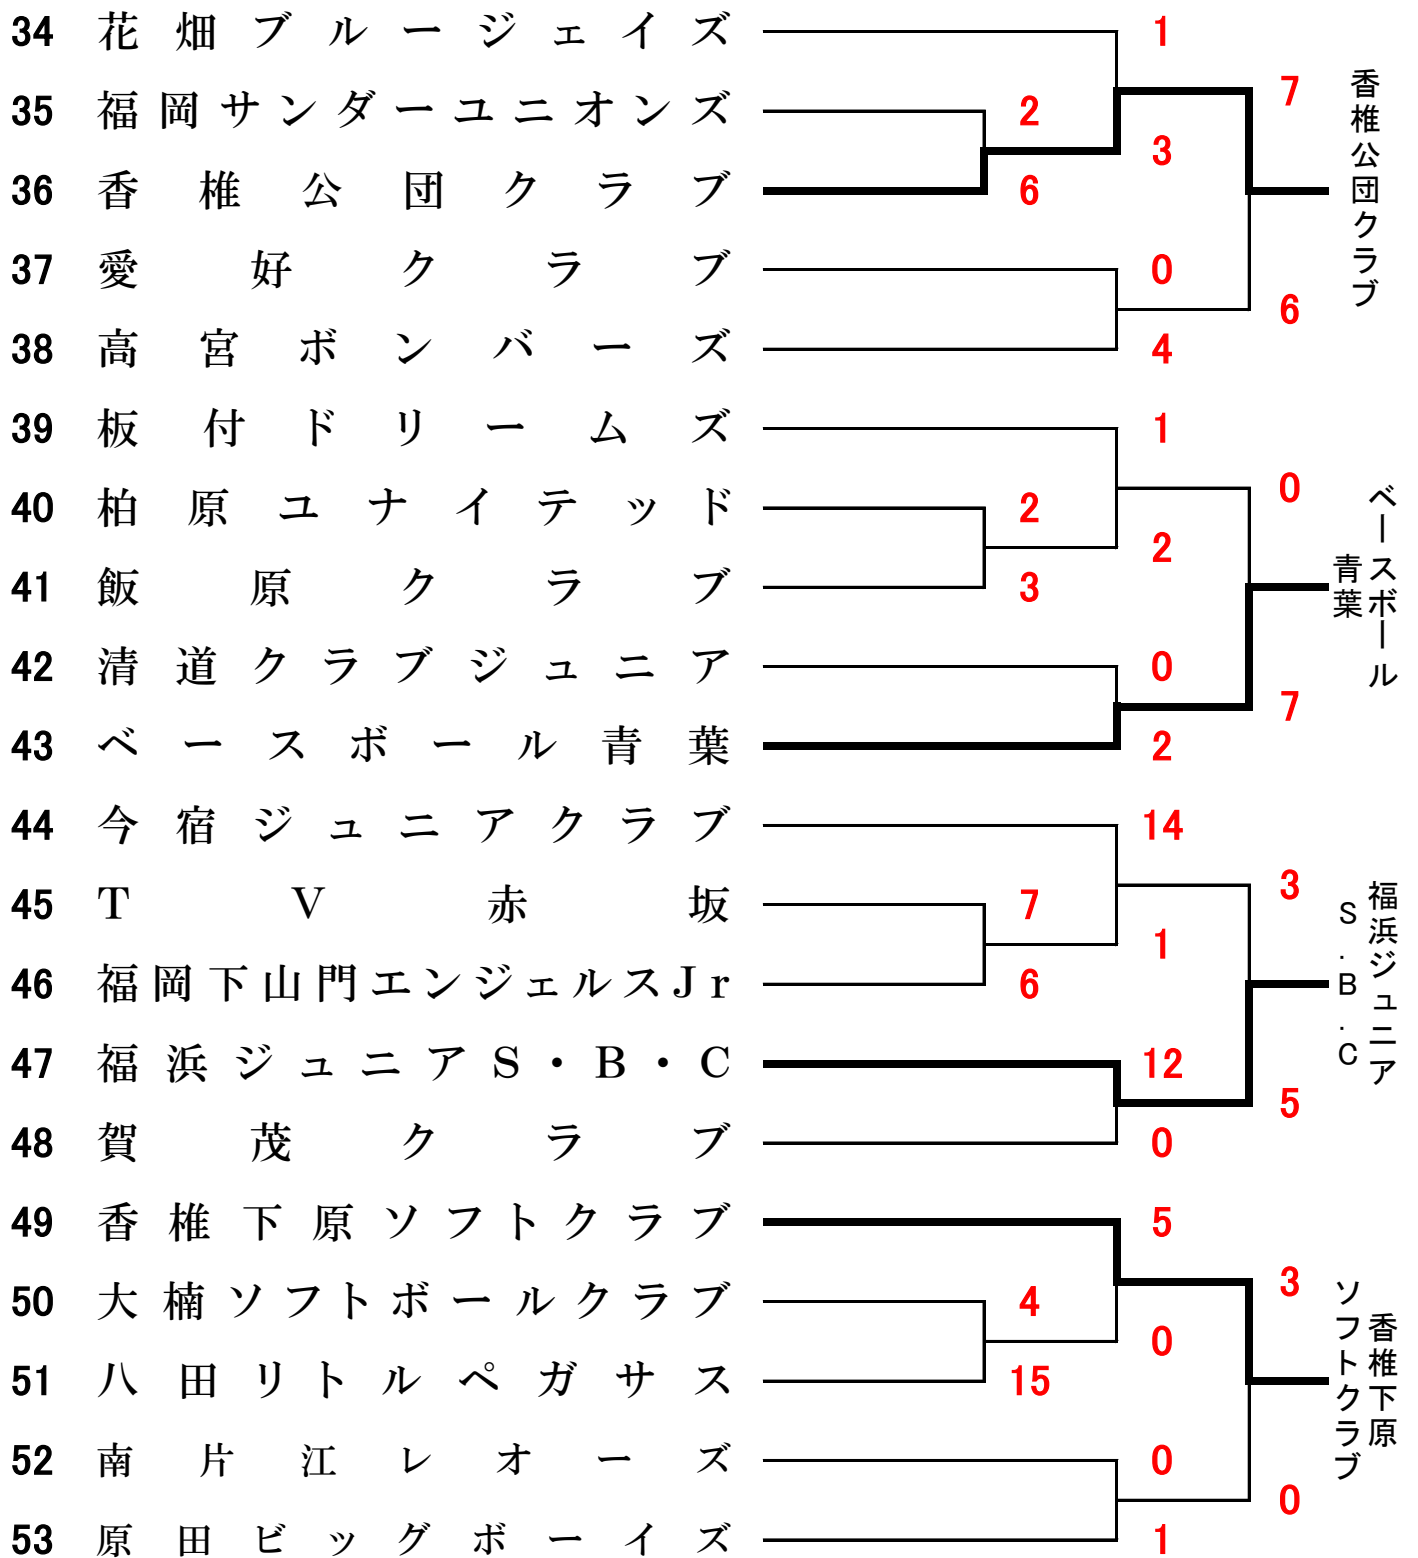 34 花畑ブルージェイズ 1
35 福岡サンダーユニオンズ 2
36 香椎公団クラブ 6
3
7
香椎公団クラブ
37 愛好クラブ 0
38 高宮ボンバーズ 4
6
39 板付ドリームズ 1
40 柏原ユナイテッド 2
41 飯原クラブ 3
2
0
ベースボール
青葉
42 清道クラブジュニア 0
43 ベースボール青葉 2
7
44 今宿ジュニアクラブ 14
45 TV赤坂 7
46 福岡下山門エンジェルスJr 6
1
3
福浜ジュニア
S.B.C
47 福浜ジュニアS・B・C 12
48 賀茂クラブ 0
5
49 香椎下原ソフトクラブ 5
50 大楠ソフトボールクラブ 4
51 八田リトルペガサス 15
0
3
香椎下原
ソフトクラブ
52 南片江レオーズ 0
53 原田ビッグボーイズ 1
0